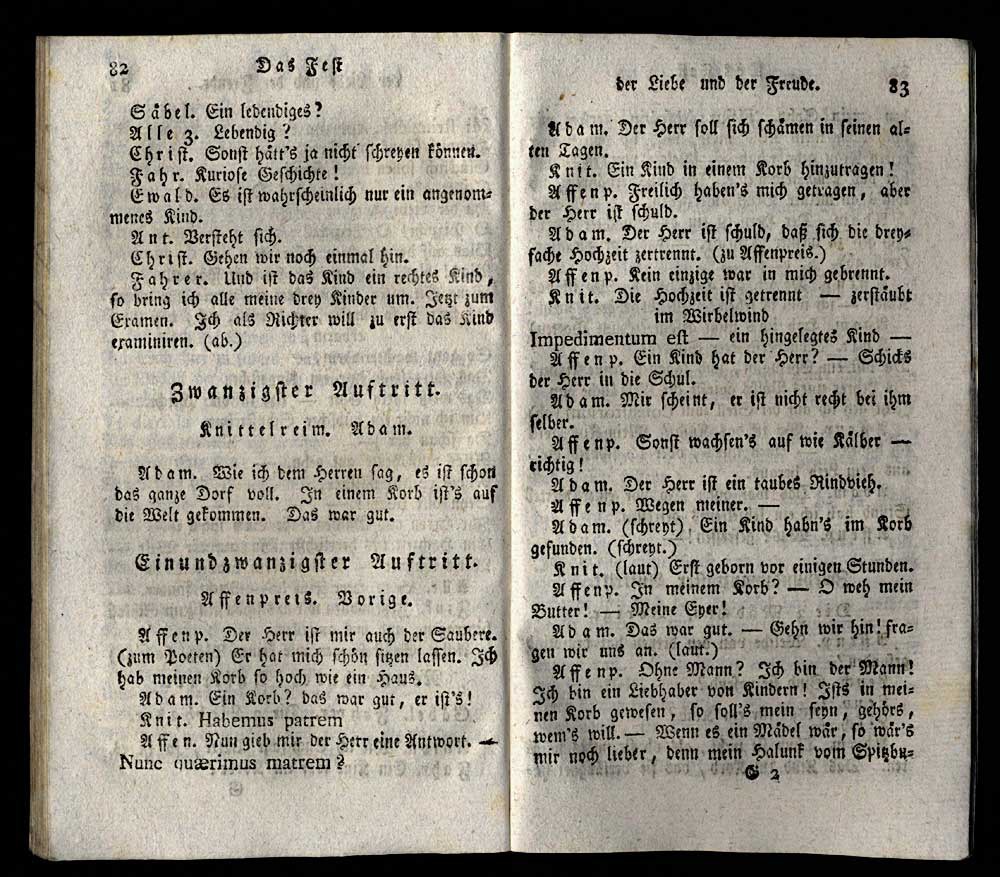 82 Das Fest
Säbel. Ein ledendiges?
Alle 3. Lebendig?
Christ. Sonst hätt's ja nicht schreyen können.
Fahr. Kuriose Geschichte!
Ewald. Es ist wahrscheinlich nur ein angenom=
menes Kind.
Ant. Versteht sich.
Christ. Gehen wir noch einmal hin.
Fahrer. Und ist das Kind ein rechtes Kind,
so bring ich alle meine drey Kinder um. Jetzt zum
Examen. Ich als Richter will zu erst das Kind
examiniren. (ab.)
Zwanzigster Auftritt.
Knittelreim. Adam.
Adam. Wie ich dem Herren sag, es ist schon
das ganze Dorf voll. In einem Korb ist's auf
die Welt gekommen. Das war gut.
Einundzwanzigster Auftritt.
Affenpreis. Vorige.
Affenp. Der Herr ist mir auch der Saubere.
(zum Poeten) Er hat mich schön sitzen lassen. Ich
hab meinen Korb so hoch wie ein Haus.
Adam. Ein Korb? das war gut, er ist's!
Knit. Habemus patrem
Affen. Nun gieb mir der Herr eine Antwort. —
Nunc quærimus matrem?
der Liebe und der Freude. 83
Adam. Der Herr soll sich schämen in seinen al=
ten Tagen.
Knit. Ein Kind in einem Korb hinzutragen!
Affenp. Freilich haben's mich getragen, aber
der Herr ist schuld.
Adam. Der Herr ist schuld, daß sich die drey=
fache Hochzeit zertrennt. (zu Affenpreis.)
Affenp. Kein einzige war in mich gebrennt.
Knit. Die Hochzeit ist getrennt — zerstäubt
im Wirbelwind
Impedimentum est — ein hingelegtes Kind —
Affenp. Ein Kind hat der Herr? — Schicks
der Herr in die Schul.
Adam. Mir scheint, er ist nicht recht bei ihm
selber.
Affenp. Sonst wachsen's auf wie Kälber —
richtig!
Adam. Der Herr ist ein taubes Rindvieh.
Affenp. Wegen meiner. —
Adam. (schreyt) Ein Kind habn's im Korb
gefunden. (schreyt.)
Knit. (laut) Erst geborn vor einigen Stunden.
Affenp. In meinem Korb? — O weh mein
Butter! — Meine Eyer!
Adam. Das war gut. — Gehn wir hin! fra=
gen wir uns an. (laut.)
Affenp. Ohne Mann? Ich bin der Mann!
Ich bin ein Liebhaber von Kindern! Ists in mei=
nen Korb gewesen, so soll's mein seyn, gehörs,
wem's will. — Wenn es ein Mädel wär, so wär's
mir noch lieber, denn mein Halunk vom Spitzbu=
G 2